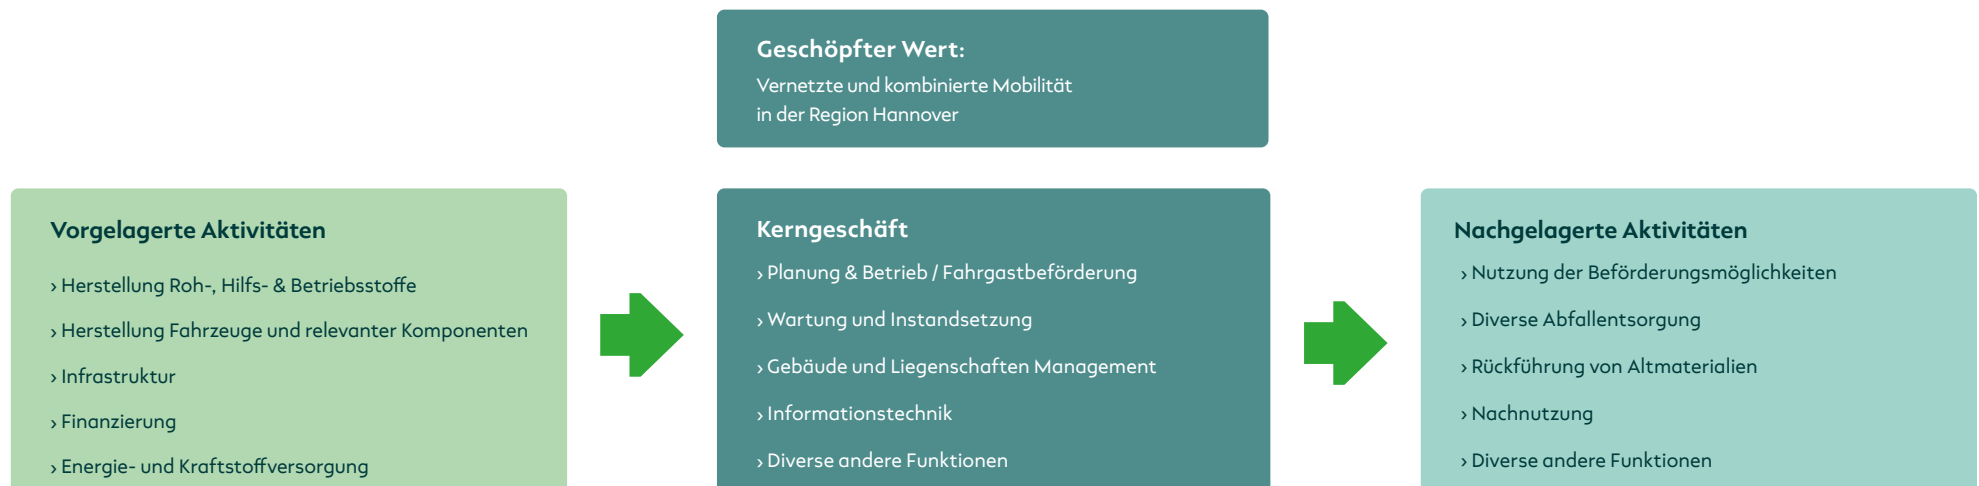 Geschöpfter Wert:
Vernetzte und kombinierte Mobilität
in der Region Hannover
Vorgelagerte Aktivitäten
› Herstellung Roh-, Hilfs- & Betriebsstoffe
› Herstellung Fahrzeuge und relevanter Komponenten
› Infrastruktur
› Finanzierung
› Energie- und Kraftstoffversorgung
Kerngeschäft
› Planung & Betrieb / Fahrgastbeförderung
› Wartung und Instandsetzung
› Gebäude und Liegenschaften Management
› Informationstechnik
› Diverse andere Funktionen
Nachgelagerte Aktivitäten
› Nutzung der Beförderungsmöglichkeiten
› Diverse Abfallentsorgung
› Rückführung von Altmaterialien
› Nachnutzung
› Diverse andere Funktionen